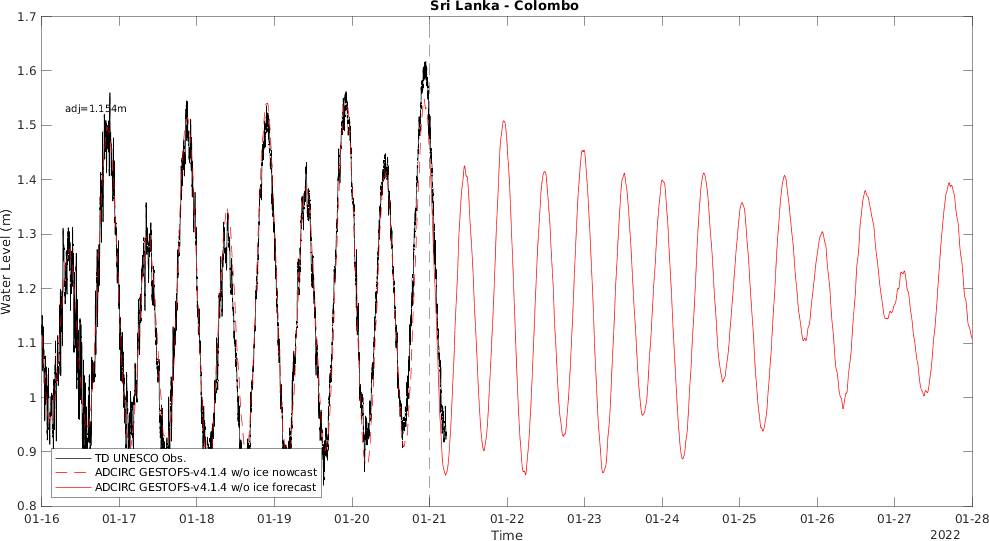 Sri Lanka - Colombo
1.7
1.6
1.5
1.4
1.3
1.2
1.1
1
0.9
0.8
Water Level (m)
adj=1.154m
TD UNESCO Obs.
ADCIRC GESTOFS-v4.1.4 w/o ice nowcast
ADCIRC GESTOFS-v4.1.4 w/o ice forecast
01-16 01-17 01-18 01-19 01-20 01-21 01-22 01-23 01-24 01-25 01-26 01-27 01-28
Time
2022